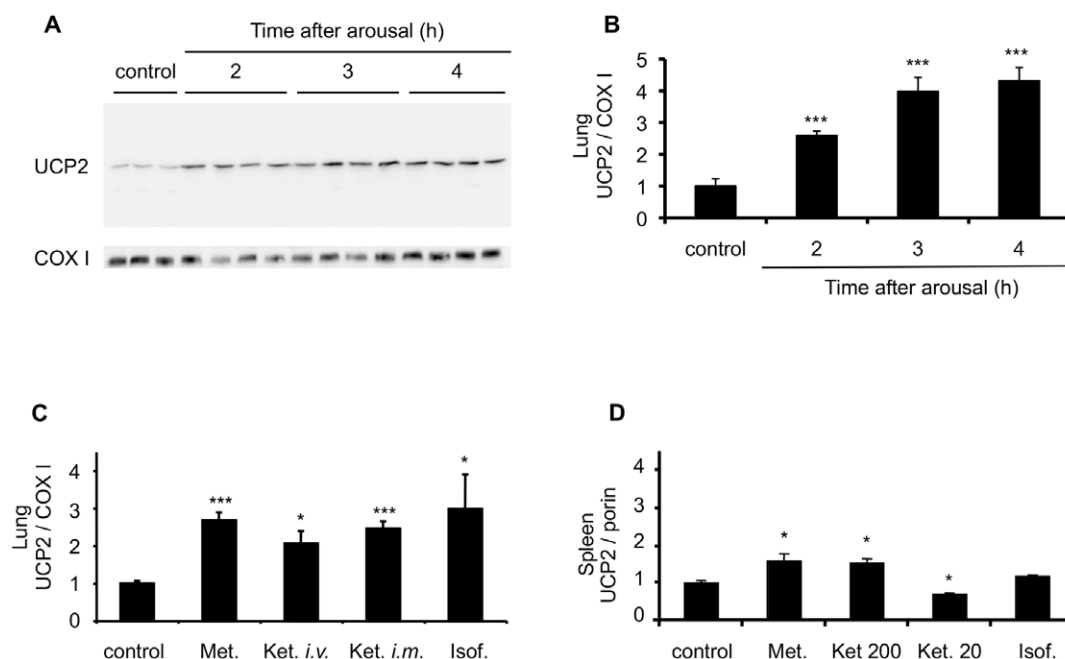 A
Time after arousal (h)
control 2 3 4
UCP2
COX I
B
Lung
UCP2 / COX I
5
4
3
2
1
0
*** *** ***
control 2 3 4
Time after arousal (h)
C
Lung
UCP2 / COX I
4
3
2
1
0
*** * *** *
control Met. Ket. i.v. Ket. i.m. Isof.
D
Spleen
UCP2 / porin
4
2
1
0
* * *
control Met. Ket 200 Ket. 20 Isof.